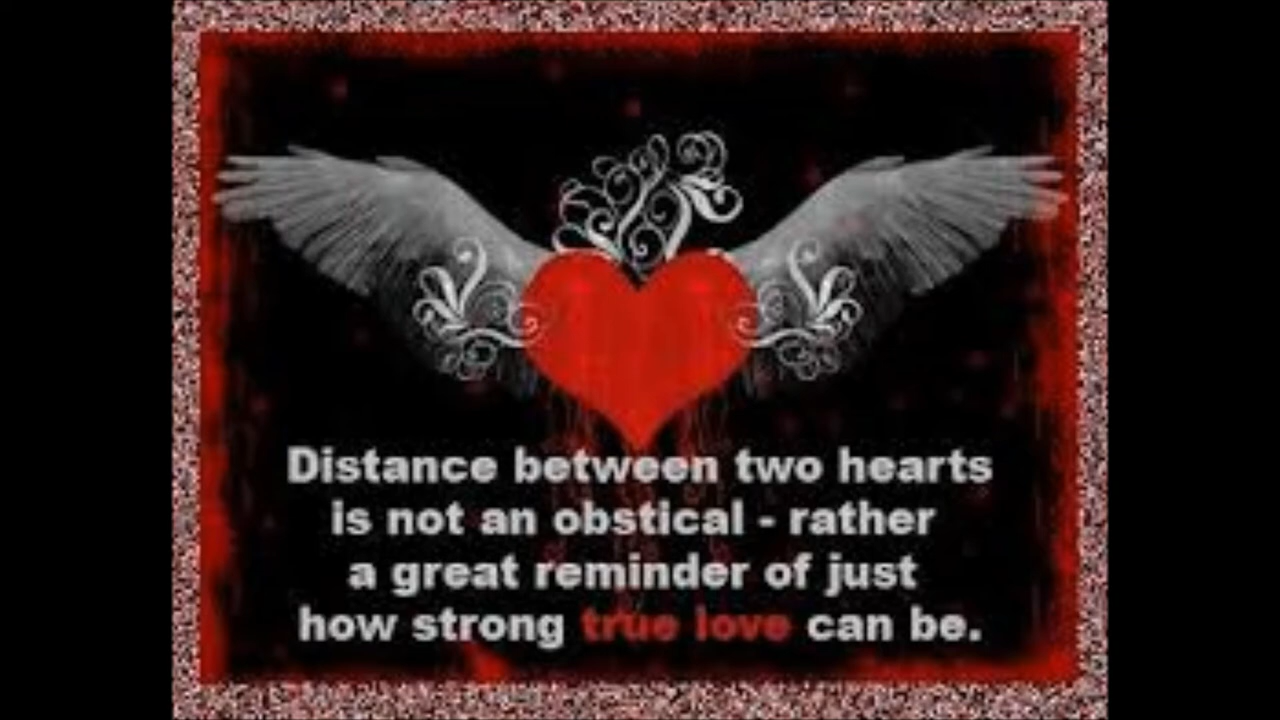 Distance between two hearts
is not an obstical - rather
a great reminder of just
how strong true love can be.